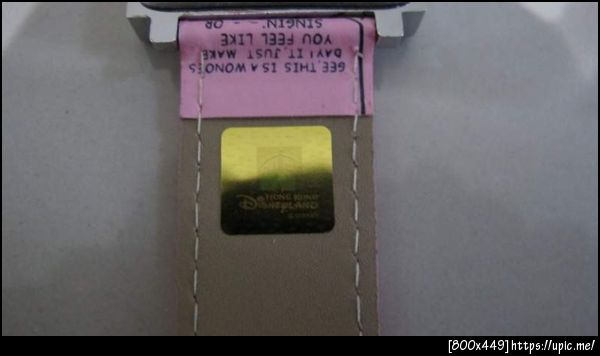 GEE, THIS IS A
DAY! IT JUST MAKE
YOU FEEL LIKE
SINGIN'. - - OR
HONG KONG
DISNEYLAND
[800x449]https://upic.me/